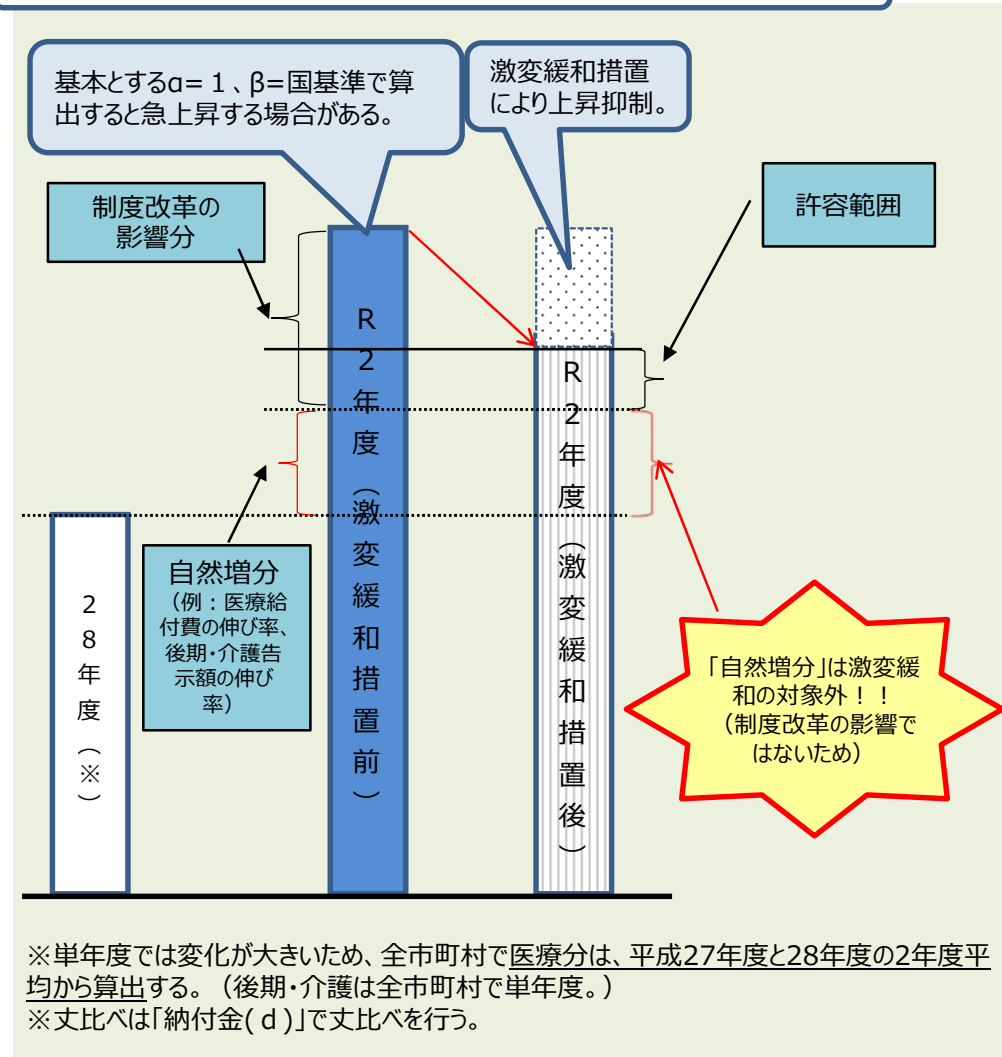 基本とするα=１、β=国基準で算
出すると急上昇する場合がある。
激変緩和措置
により上昇抑制。
制度改革の
影響分
許容範囲
R2年度（激変緩和措置前）
R2年度（激変緩和措置後）
28年度（※）
自然増分
（例：医療給
付費の伸び率、
後期・介護告
示額の伸び
率）
「自然増分」は激変緩
和の対象外！！
（制度改革の影響で
はないため）
※単年度では変化が大きいため、全市町村で医療分は、平成27年度と28年度の2年度平
均から算出する。（後期・介護は全市町村で単年度。）
※丈比べは「納付金(ｄ)」で丈比べを行う。